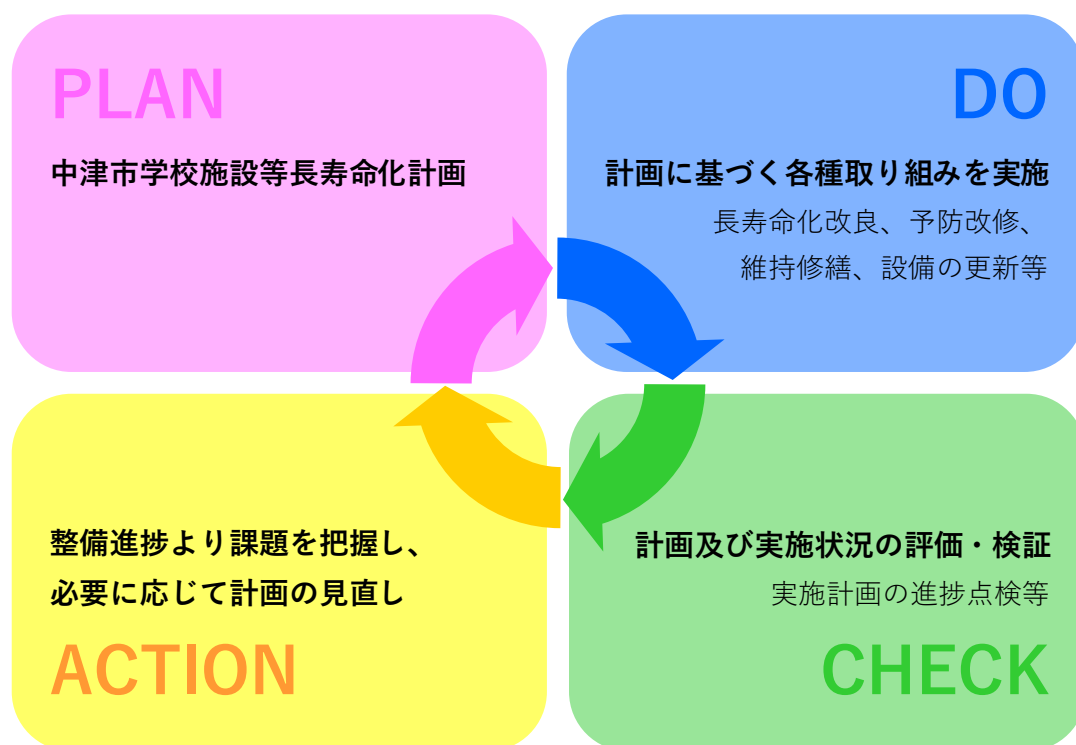 PLAN
中津市学校施設等長寿命化計画
DO
計画に基づく各種取り組みを実施
長寿命化改良、予防改修、
維持修繕、設備の更新等
整備進捗より課題を把握し、
必要に応じて計画の見直し
ACTION
計画及び実施状況の評価・検証
実施計画の進捗点検等
CHECK